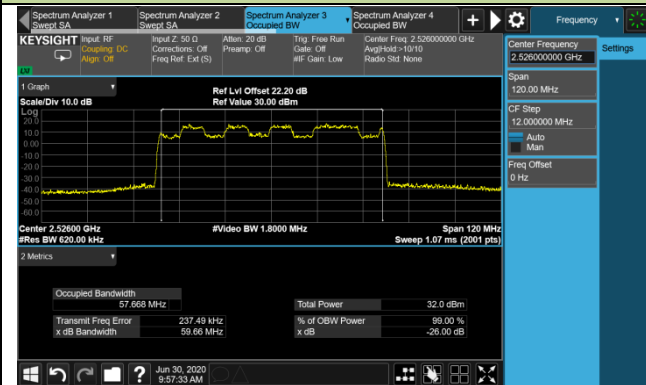 Spectrum Analyzer 1
Swept SA
Spectrum Analyzer 2
Swept SA
Spectrum Analyzer 3
Occupied BW
Spectrum Analyzer 4
Occupied BW
Frequency
KEYSIGHT
Input: RF
Coupling: DC
Align: Off
Input Z: 50 Ω
Corrections: Off
Freq Ref: Ext (S)
Atten: 20 dB
Preamp: Off
Trig: Free Run
Gate: Off
#IF Gain: Low
Center Freq: 2.526000000 GHz
Avg|Hold:>10/10
Radio Std: None
LV
Center Frequency
2.526000000 GHz
Settings
Span
120.00 MHz
CF Step
12.000000 MHz
Auto
Man
Freq Offset
0 Hz
1 Graph
Scale/Div 10.0 dB
Ref Lvl Offset 22.20 dB
Ref Value 30.00 dBm
Log
20.0
10.0
0.00
-10.0
-20.0
-30.0
-40.0
-50.0
-60.0
Center 2.52600 GHz
#Res BW 620.00 kHz
#Video BW 1.8000 MHz
Span 120 MHz
Sweep 1.07 ms (2001 pts)
2 Metrics
Occupied Bandwidth
57.668 MHz
Total Power 32.0 dBm
Transmit Freq Error 237.49 kHz
% of OBW Power 99.00 %
x dB Bandwidth 59.66 MHz
x dB -26.00 dB
?
Jun 30, 2020
9:57:33 AM